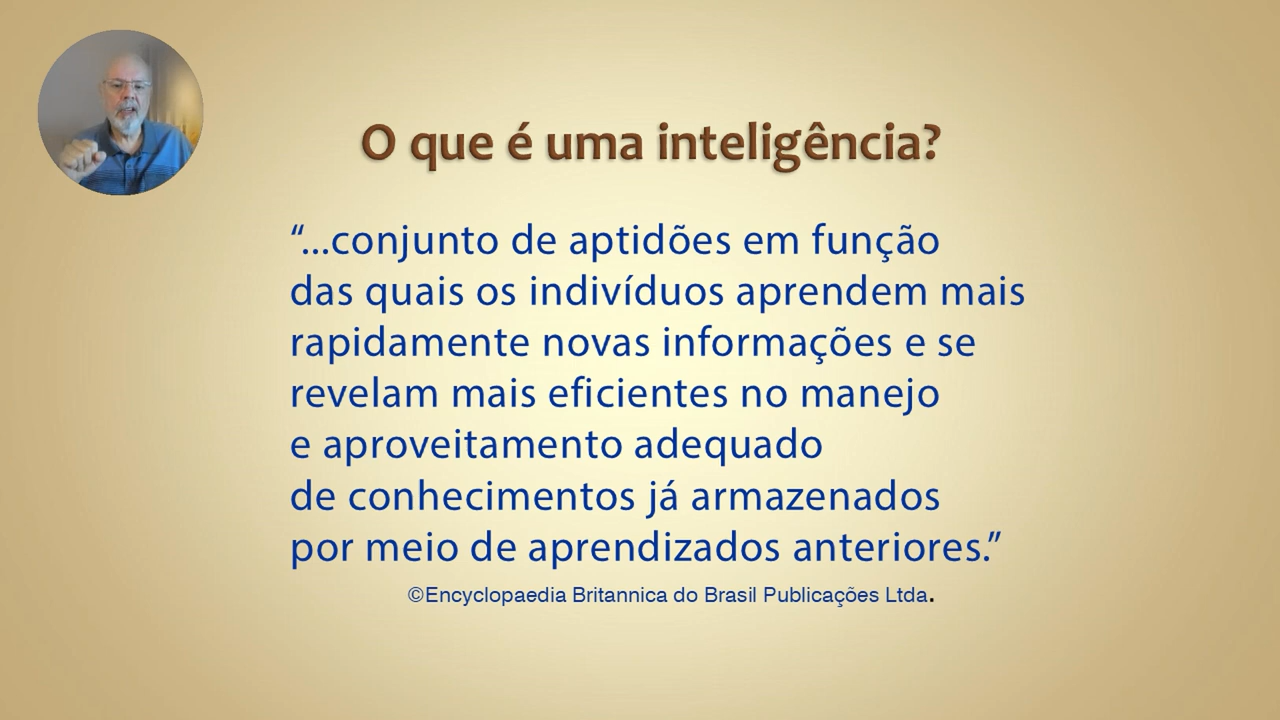 O que é uma inteligência?
“...conjunto de aptidões em função
das quais os indivíduos aprendem mais
rapidamente novas informações e se
revelam mais eficientes no manejo
e aproveitamento adequado
de conhecimentos já armazenados
por meio de aprendizados anteriores.”
©Encyclopaedia Britannica do Brasil Publicações Ltda.